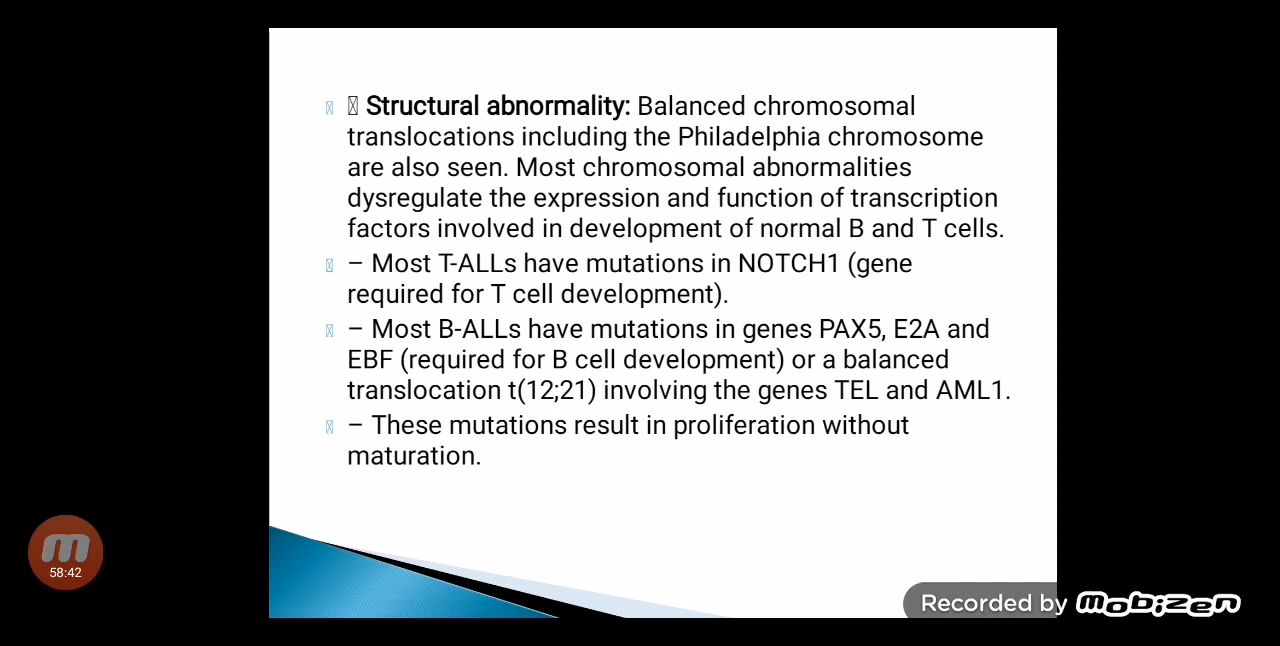 Structural abnormality: Balanced chromosomal
translocations including the Philadelphia chromosome
are also seen. Most chromosomal abnormalities
dysregulate the expression and function of transcription
factors involved in development of normal B and T cells.
– Most T-ALLs have mutations in NOTCH1 (gene
required for T cell development).
– Most B-ALLs have mutations in genes PAX5, E2A and
EBF (required for B cell development) or a balanced
translocation t(12;21) involving the genes TEL and AML1.
– These mutations result in proliferation without
maturation.
m
58:42
Recorded by mobizen